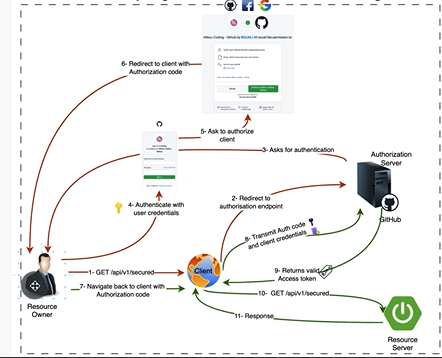 6- Redirect to client with
Authorization code
5- Ask to authorize
client
3- Asks for authentication
Authorization
Server
4- Authenticate with
user credentials
2- Redirect to
authorisation endpoint
GitHub
8- Transmit Auth code
and client credentials
1- GET /api/v1/secured
Client
7- Navigate back to client with
Authorization code
9- Returns valid
Access token
10- GET /api/v1/secured
11- Response
Resource
Owner
Resource
Server